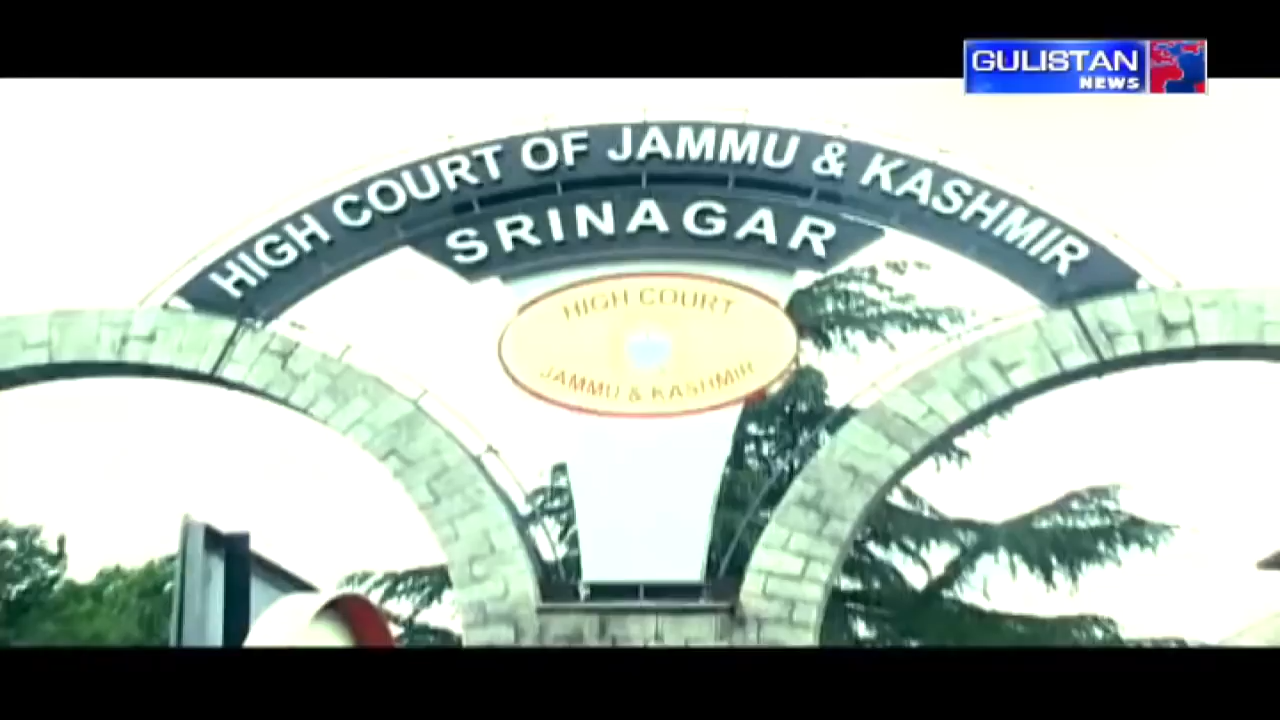 GULISTAN
NEWS
HIGH COURT OF JAMMU & KASHMIR
SRINAGAR
HIGH COURT
JAMMU & KASHMIR